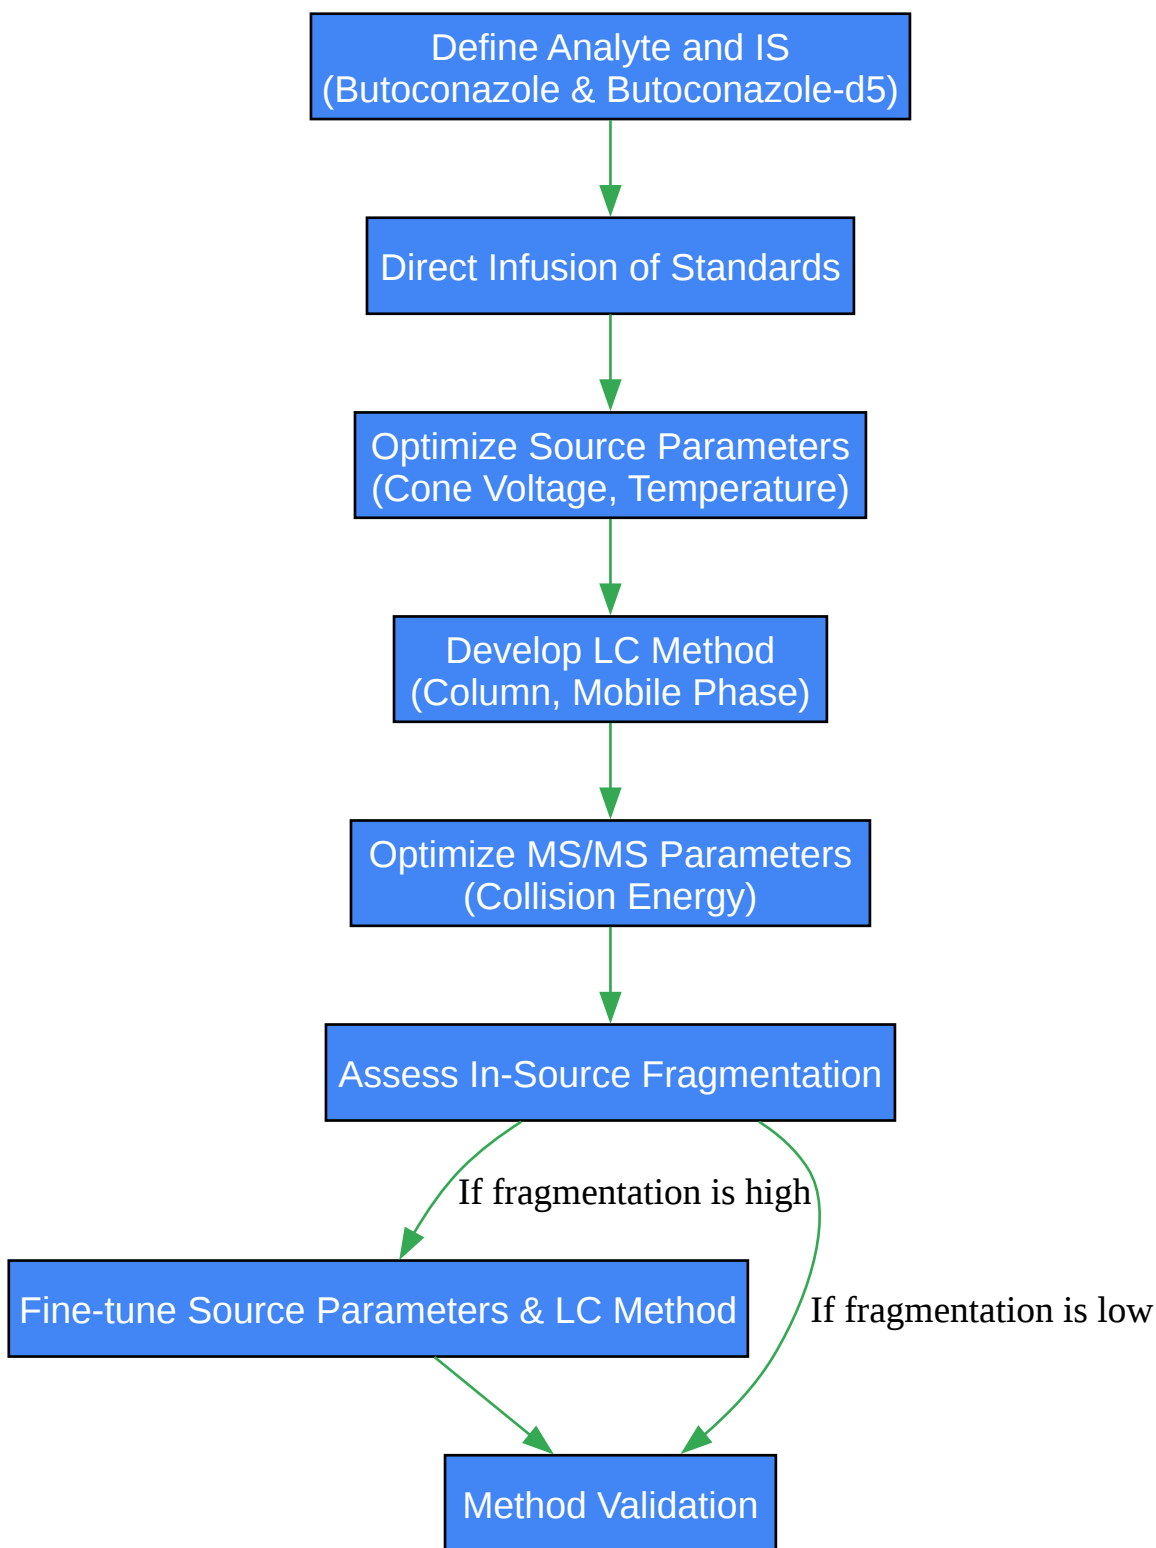 Define Analyte and IS
(Butoconazole & Butoconazole-d5)
Direct Infusion of Standards
Optimize Source Parameters
(Cone Voltage, Temperature)
Develop LC Method
(Column, Mobile Phase)
Optimize MS/MS Parameters
(Collision Energy)
Assess In-Source Fragmentation
If fragmentation is high
Fine-tune Source Parameters & LC Method
If fragmentation is low
Method Validation